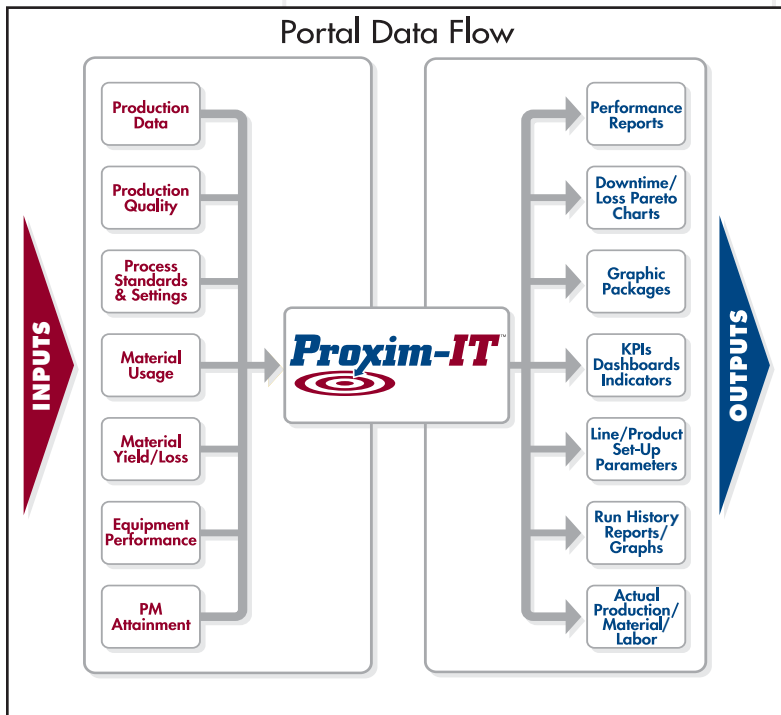 Portal Data Flow
INPUTS
Production
Data
Production
Quality
Process
Standards
& Settings
Material
Usage
Material
Yield/Loss
Equipment
Performance
PM
Attainment
Proxim-IT™
Performance
Reports
Downtime/
Loss Pareto
Charts
Graphic
Packages
KPIs
Dashboards
Indicators
Line/Product
Set-Up
Parameters
Run History
Reports/
Graphs
Actual
Production/
Material/
Labor
OUTPUTS